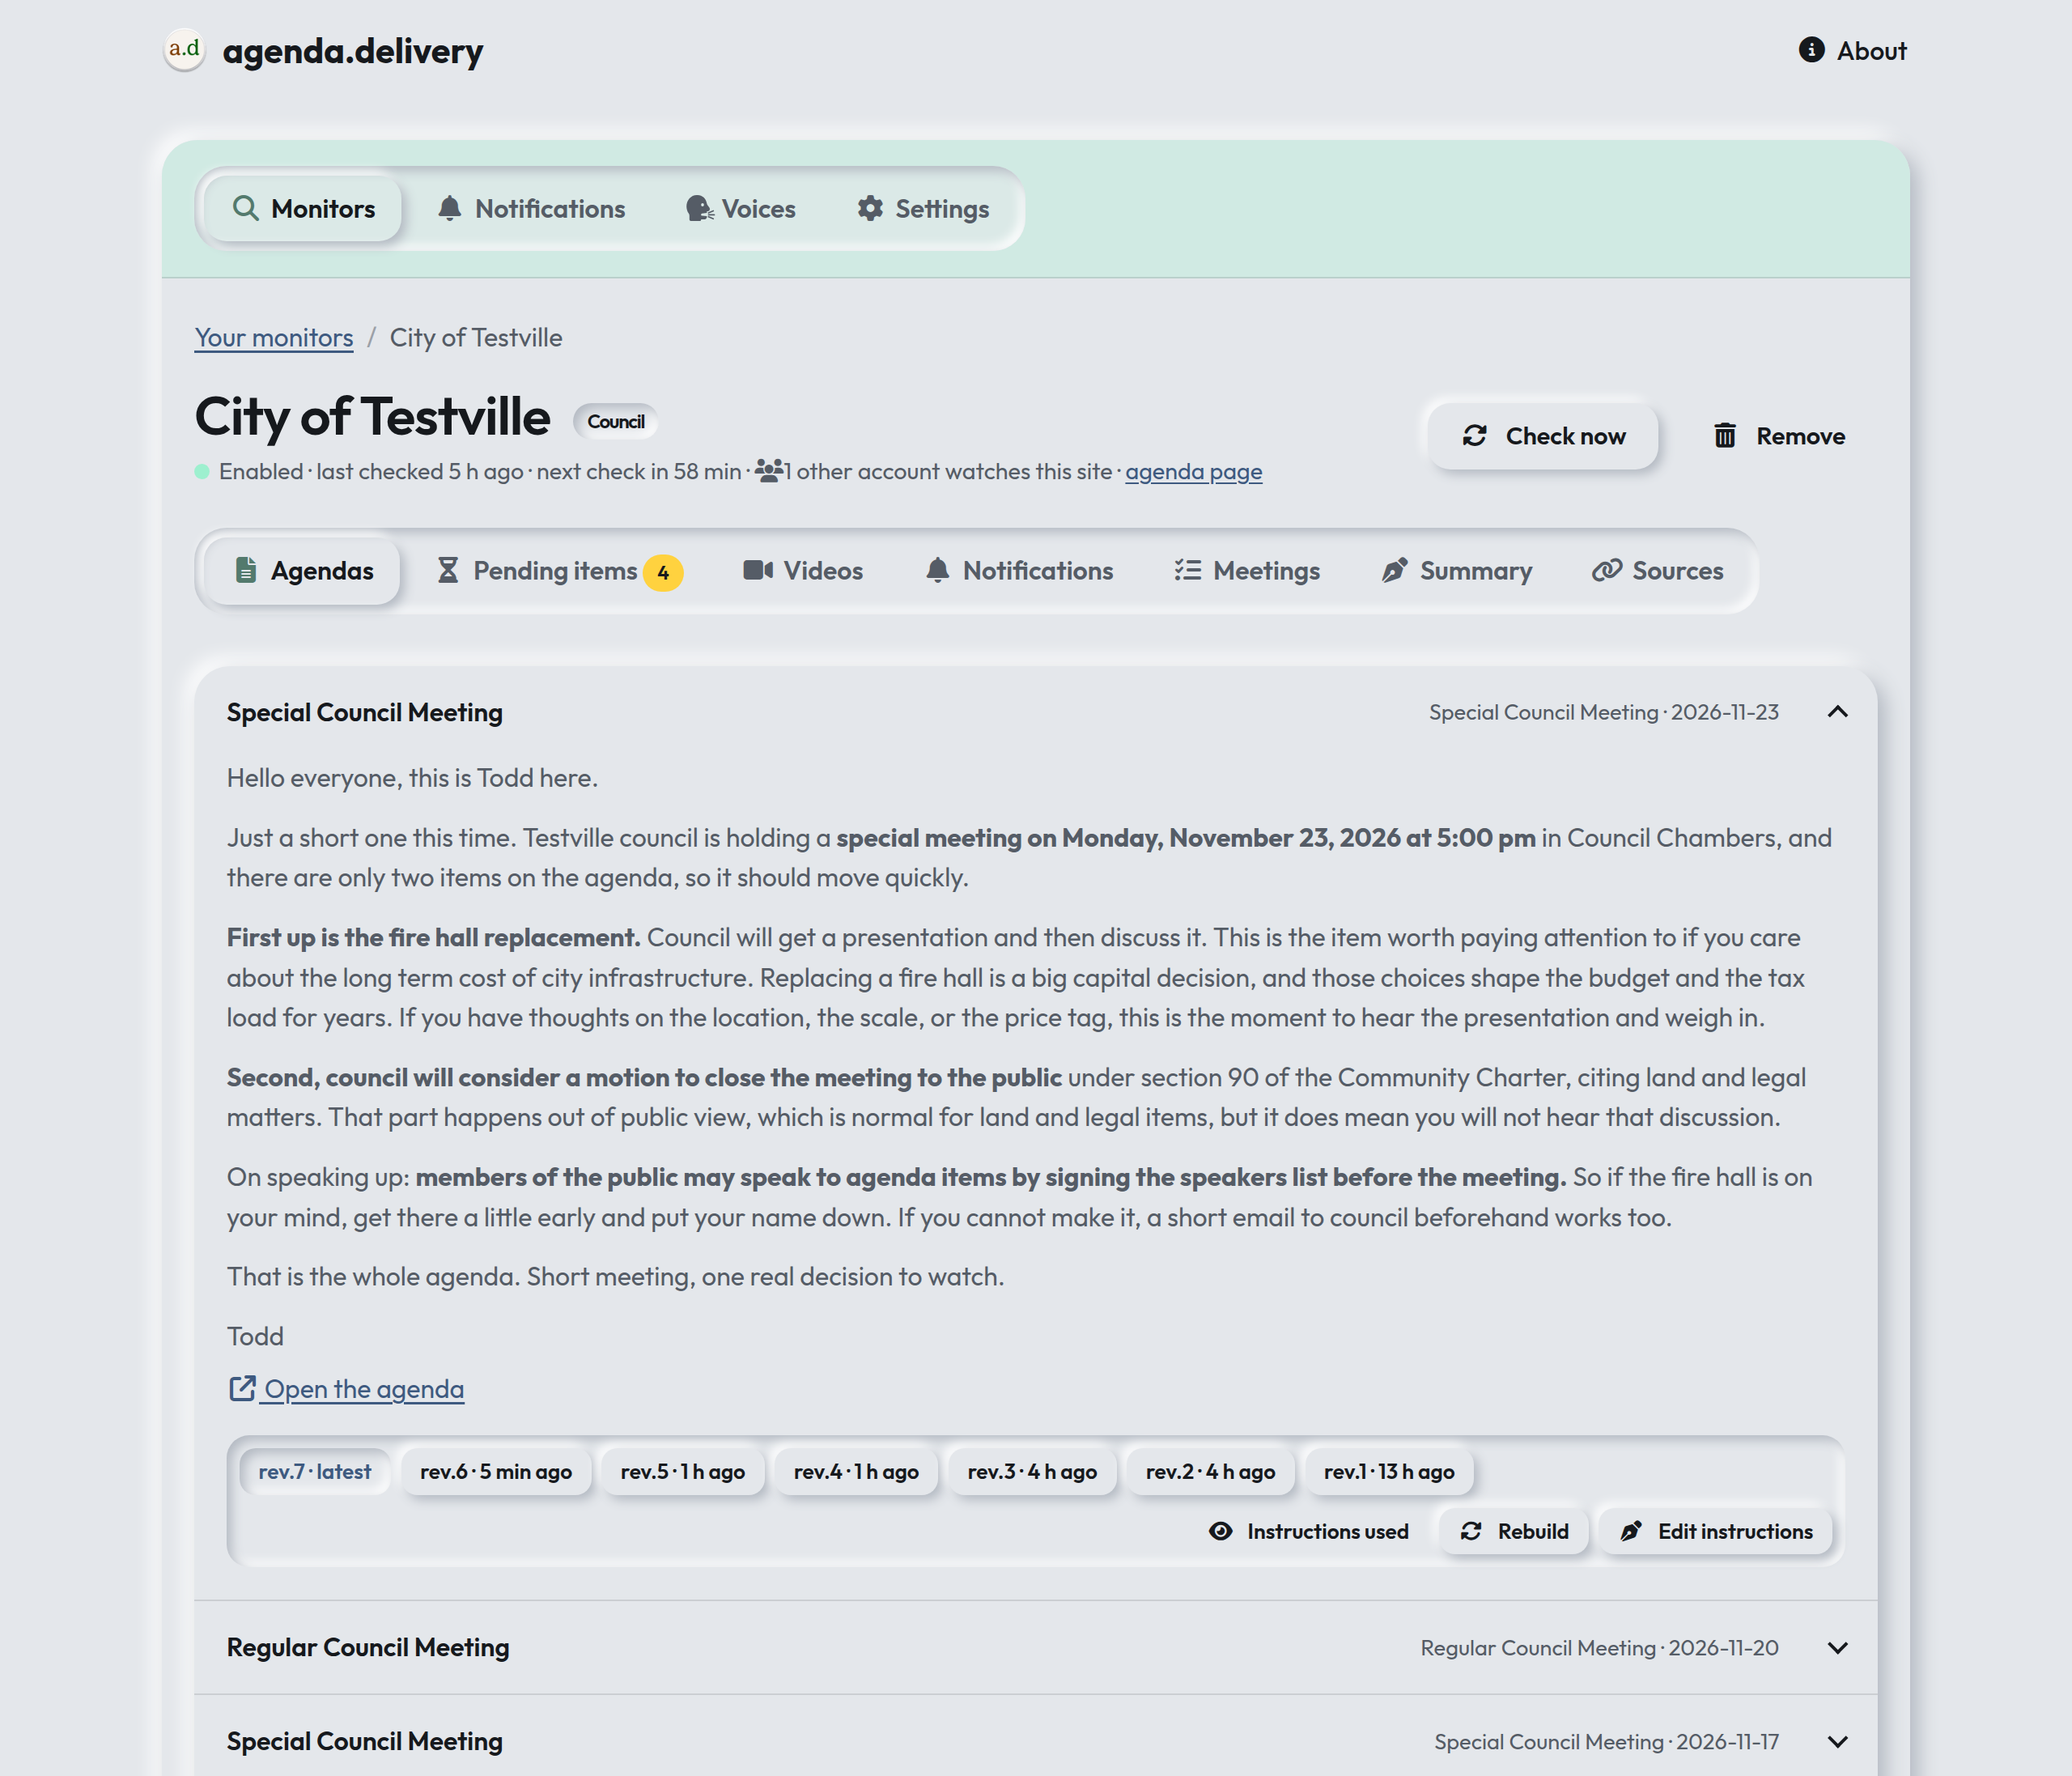 a.d agenda.delivery
About
Monitors Notifications Voices Settings
Your monitors / City of Testville
City of Testville Council
Check now Remove
Enabled · last checked 5 h ago · next check in 58 min · 1 other account watches this site · agenda page
Agendas Pending items 4 Videos Notifications Meetings Summary Sources
Special Council Meeting Special Council Meeting · 2026-11-23
Hello everyone, this is Todd here.
Just a short one this time. Testville council is holding a special meeting on Monday, November 23, 2026 at 5:00 pm in Council Chambers, and
there are only two items on the agenda, so it should move quickly.
First up is the fire hall replacement. Council will get a presentation and then discuss it. This is the item worth paying attention to if you care
about the long term cost of city infrastructure. Replacing a fire hall is a big capital decision, and those choices shape the budget and the tax
load for years. If you have thoughts on the location, the scale, or the price tag, this is the moment to hear the presentation and weigh in.
Second, council will consider a motion to close the meeting to the public under section 90 of the Community Charter, citing land and legal
matters. That part happens out of public view, which is normal for land and legal items, but it does mean you will not hear that discussion.
On speaking up: members of the public may speak to agenda items by signing the speakers list before the meeting. So if the fire hall is on
your mind, get there a little early and put your name down. If you cannot make it, a short email to council beforehand works too.
That is the whole agenda. Short meeting, one real decision to watch.
Todd
Open the agenda
rev.7 · latest rev.6 · 5 min ago rev.5 · 1 h ago rev.4 · 1 h ago rev.3 · 4 h ago rev.2 · 4 h ago rev.1 · 13 h ago
Instructions used Rebuild Edit instructions
Regular Council Meeting Regular Council Meeting · 2026-11-20
Special Council Meeting Special Council Meeting · 2026-11-17